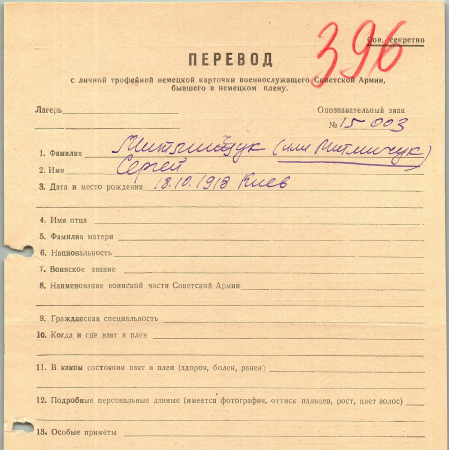 396
Сов. секретно
ПЕРЕВОД
с личной трофейной немецкой карточки военнослужащего Советской Армии,
бывшего в немецком плену.
Лагерь
Опознавательный знак
№ 15 003
1. Фамилия (или Митличук)
2. Имя Сергей
3. Дата и место рождения 18.10.1918 Киев
4. Имя отца
5. Фамилия матери
6. Национальность
7. Воинское звание
8. Наименование воинской части Советской Армии
9. Гражданская специальность
10. Когда и где взят в плен
11. В каком состоянии взят в плен (здоров, болен, ранен)
12. Подробные персональные данные (имеется фотография, оттиск пальцев, рост, цвет волос)
13. Особые приметы